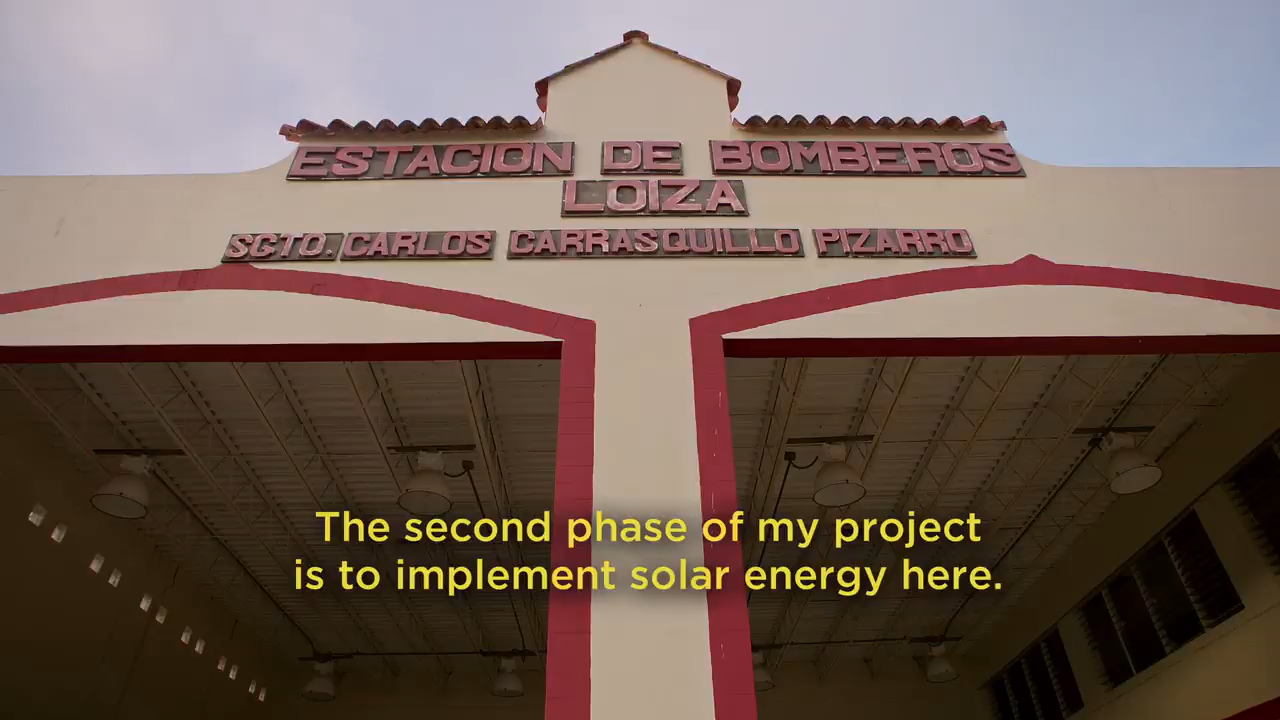 ESTACION DE BOMBEROS
LOIZA
SGTO. CARLOS CARRASQUILLO PIZARRO
The second phase of my project
is to implement solar energy here.